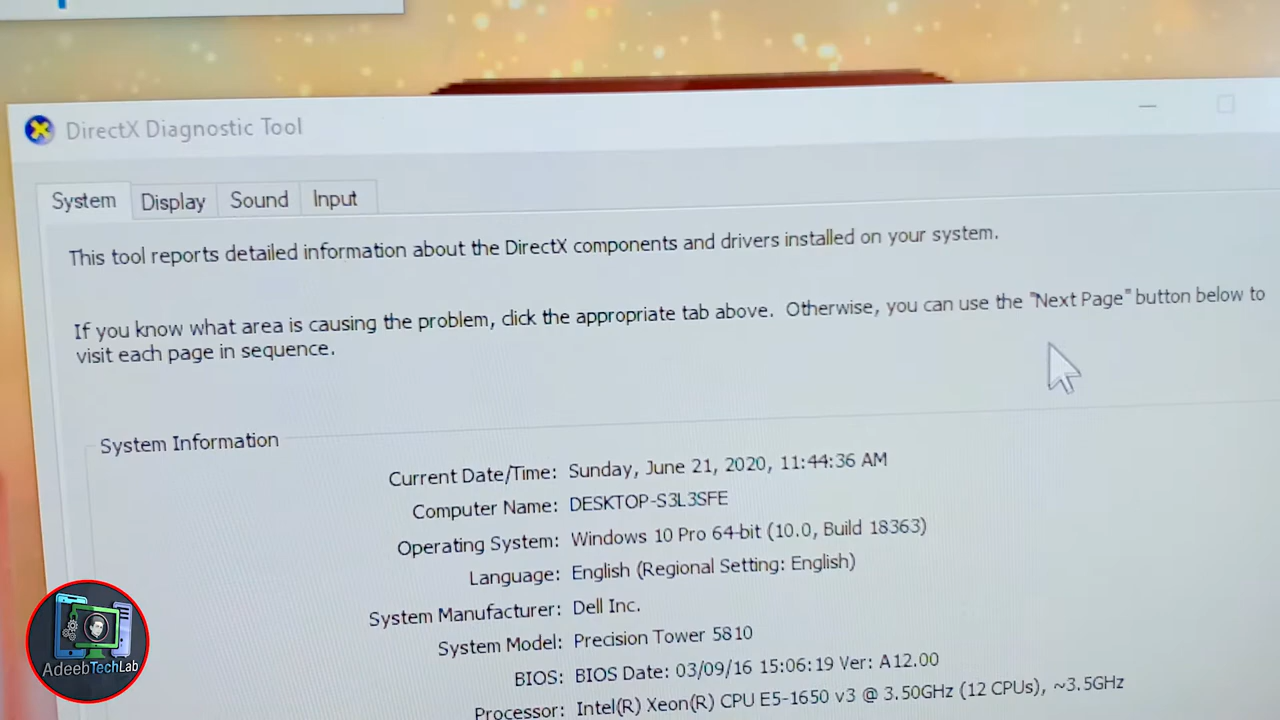 DirectX Diagnostic Tool
System Display Sound Input
This tool reports detailed information about the DirectX components and drivers installed on your system.
If you know what area is causing the problem, click the appropriate tab above. Otherwise, you can use the "Next Page" button below to
visit each page in sequence.
System Information
Current Date/Time: Sunday, June 21, 2020, 11:44:36 AM
Computer Name: DESKTOP-S3L3SFE
Operating System: Windows 10 Pro 64-bit (10.0, Build 18363)
Language: English (Regional Setting: English)
System Manufacturer: Dell Inc.
System Model: Precision Tower 5810
BIOS: BIOS Date: 03/09/16 15:06:19 Ver: A12.00
Processor: Intel(R) Xeon(R) CPU E5-1650 v3 @ 3.50GHz (12 CPUs), ~3.5GHz
AdeebTechLab